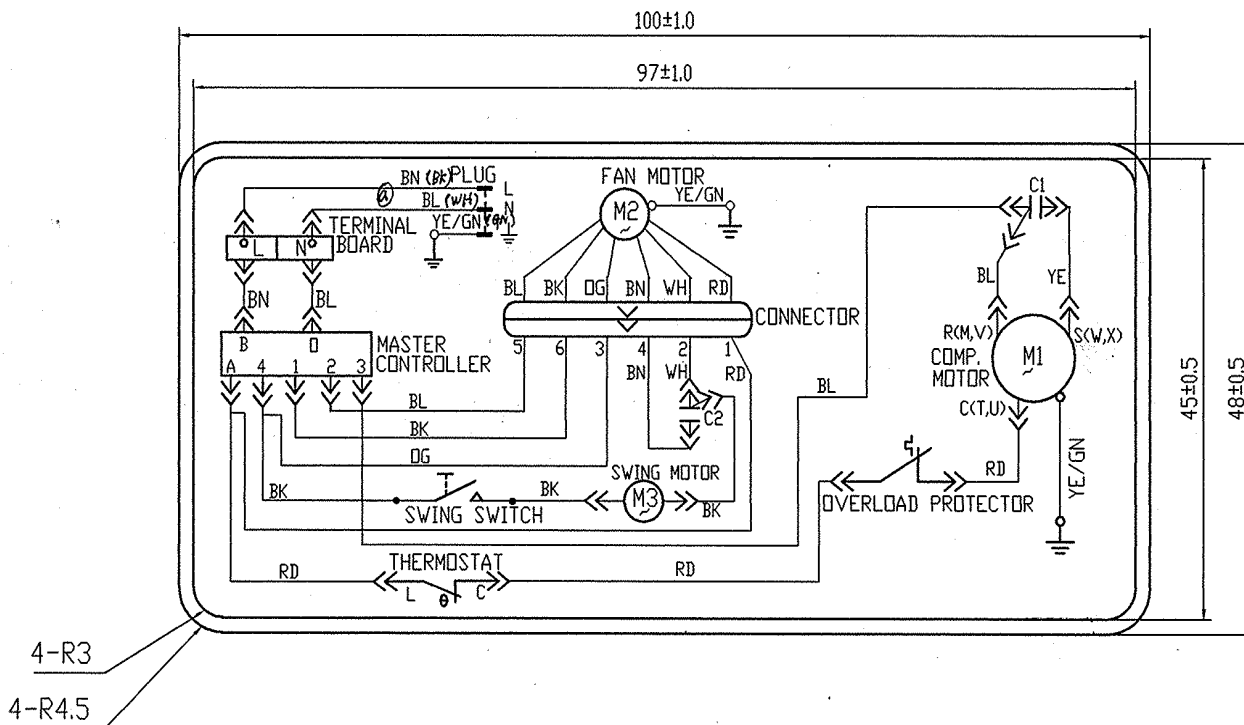 100±1.0
97±1.0
BN (BK) PLUG
a
L
BL (WH)
N
YE/GN (GN)
TERMINAL
BOARD
L N
BN BL
B O
A 4 1 2 3
MASTER
CONTROLLER
FAN MOTOR
M2
~
YE/GN
BL BK OG BN WH RD
CONNECTOR
5 6 3 4 2 1
BN WH RD
C2
BL
BK
OG
BK
SWING SWITCH
BK
SWING MOTOR
M3
~
BK
THERMOSTAT
RD
L θ C
RD
BL
C1
BL YE
R(M,V) S(W,X)
COMP.
MOTOR
M1
~
C(T,U)
RD
OVERLOAD PROTECTOR
YE/GN
45±0.5
48±0.5
4-R3
4-R4.5